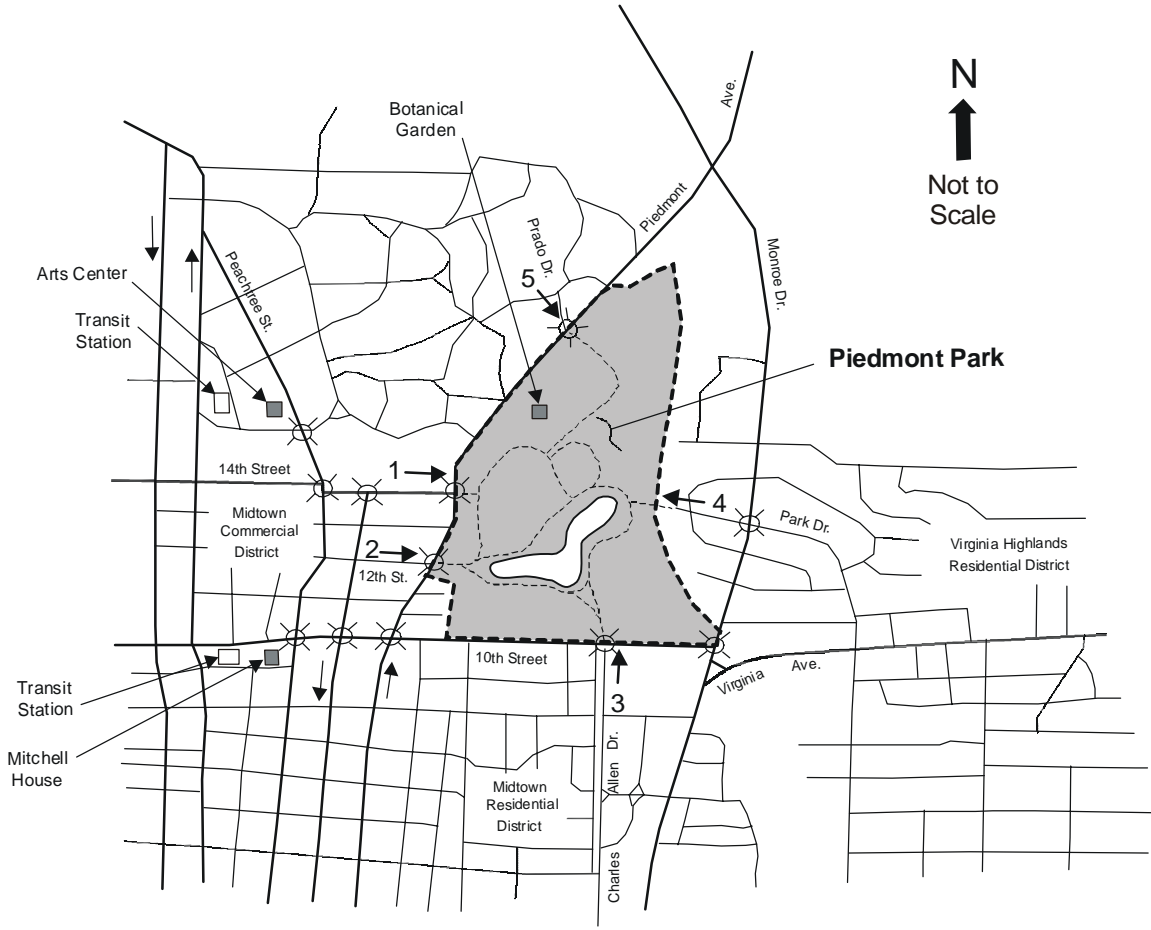 N
Not to
Scale
Botanical
Garden
Ave.
Piedmont
Prado Dr.
Monroe Dr.
Peachtree St.
Arts Center
Transit
Station
5
Piedmont Park
14th Street
1
4
Park Dr.
Midtown
Commercial
District
2
12th St.
Virginia Highlands
Residential District
10th Street
3
Virginia
Ave.
Transit
Station
Mitchell
House
Midtown
Residential
District
Charles Allen Dr.